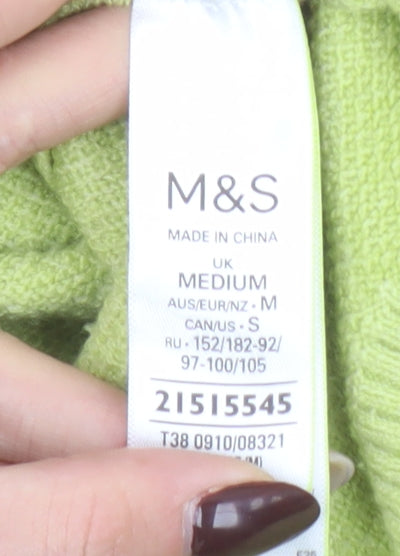 M&S
MADE IN CHINA
UK
MEDIUM
AUS/EUR/NZ · M
CAN/US · S
RU · 152/182-92/
97-100/105
21515545
T38 0910/08321
(M)